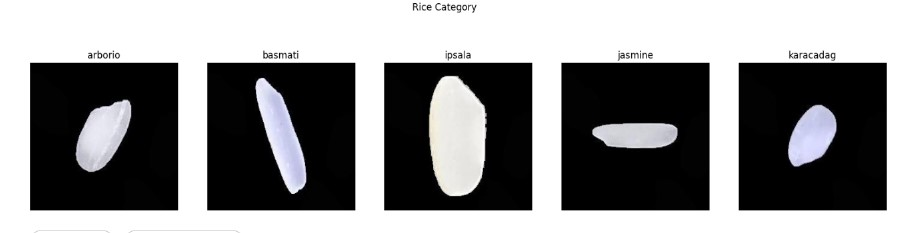 Rice Category
arborio basmati ipsala jasmine karacadag